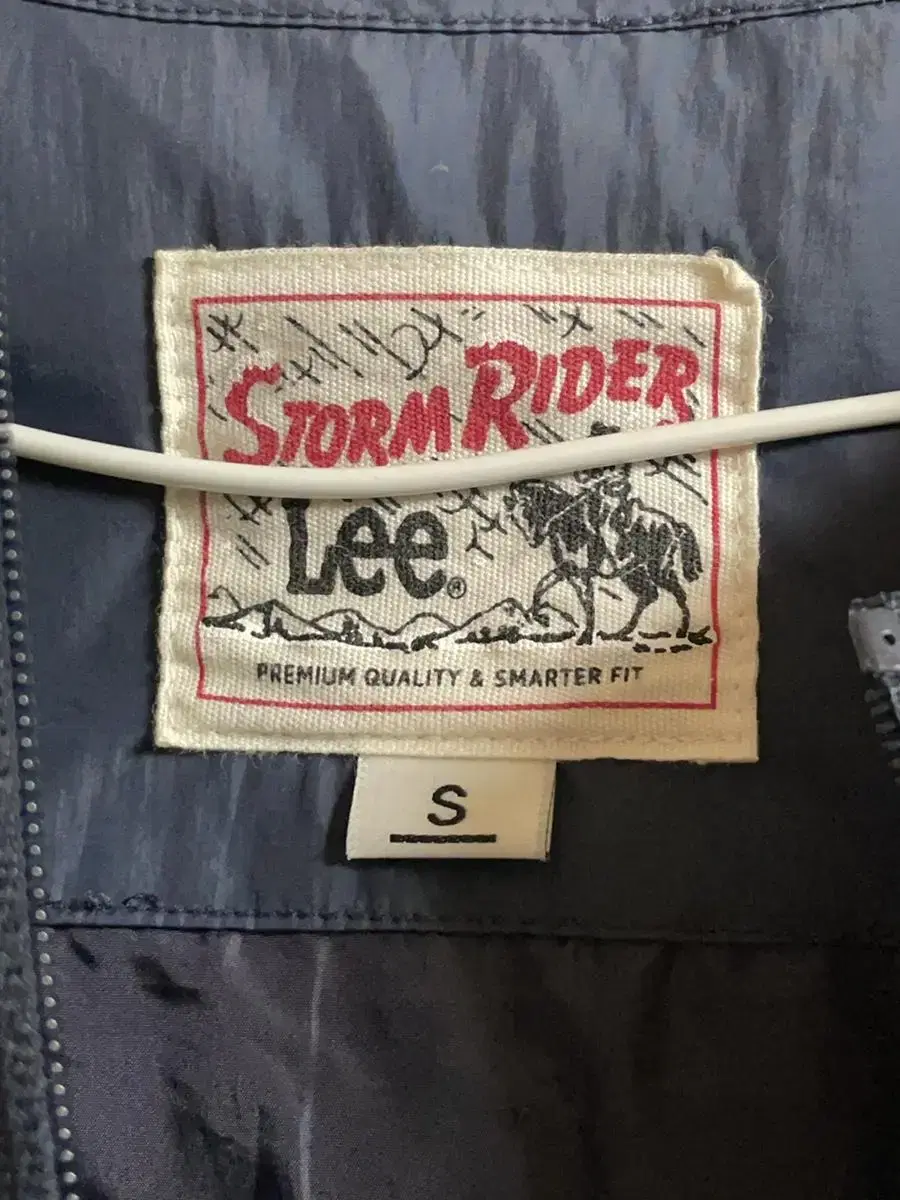 STORM RIDER
Lee®
PREMIUM QUALITY & SMARTER FIT
S